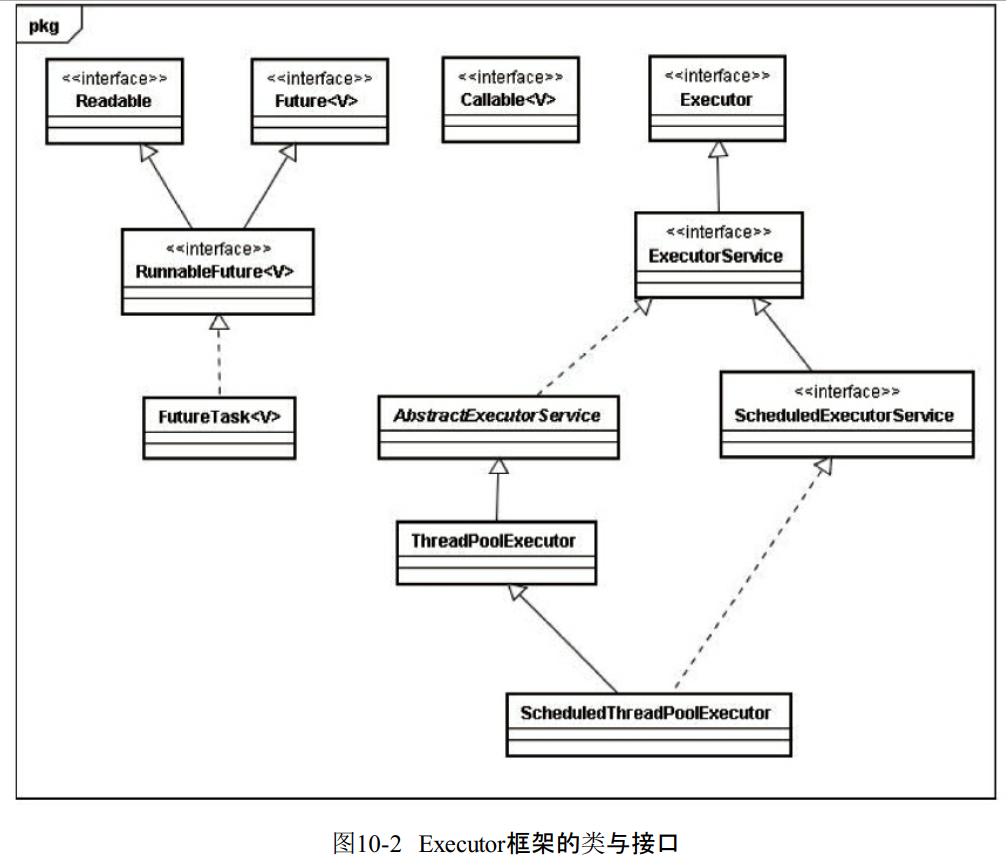 pkg
<<interface>>
Readable
<<interface>>
Future<V>
<<interface>>
Callable<V>
<<interface>>
Executor
<<interface>>
RunnableFuture<V>
<<interface>>
ExecutorService
FutureTask<V>
AbstractExecutorService
<<interface>>
ScheduledExecutorService
ThreadPoolExecutor
ScheduledThreadPoolExecutor
图10-2 Executor框架的类与接口